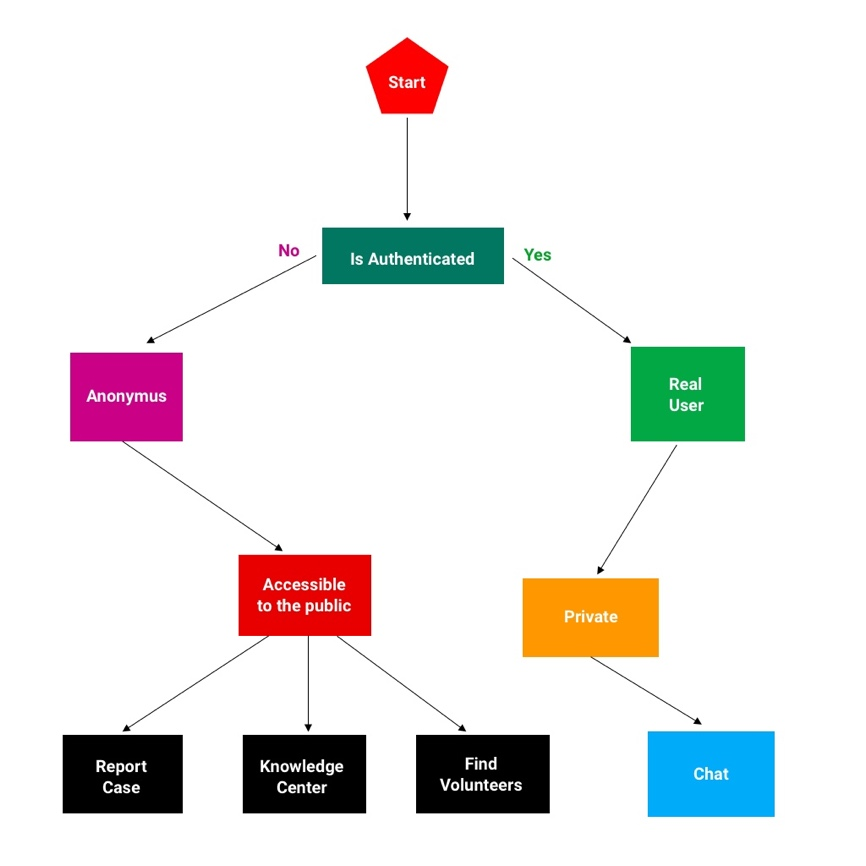 Start
No
Is Authenticated
Yes
Anonymus
Real
User
Accessible
to the public
Private
Report
Case
Knowledge
Center
Find
Volunteers
Chat